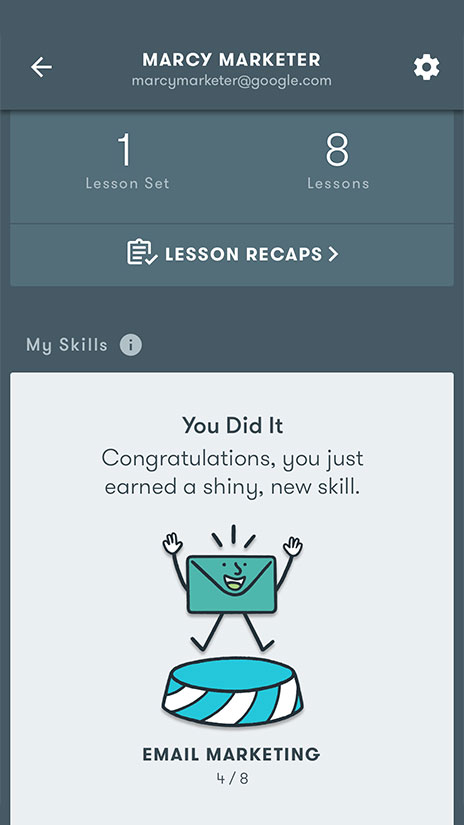 MARCY MARKETER
marcymarketer@google.com
1 8
Lesson Set Lessons
LESSON RECAPS
My Skills
You Did It
Congratulations, you just
earned a shiny, new skill.
EMAIL MARKETING
4 / 8